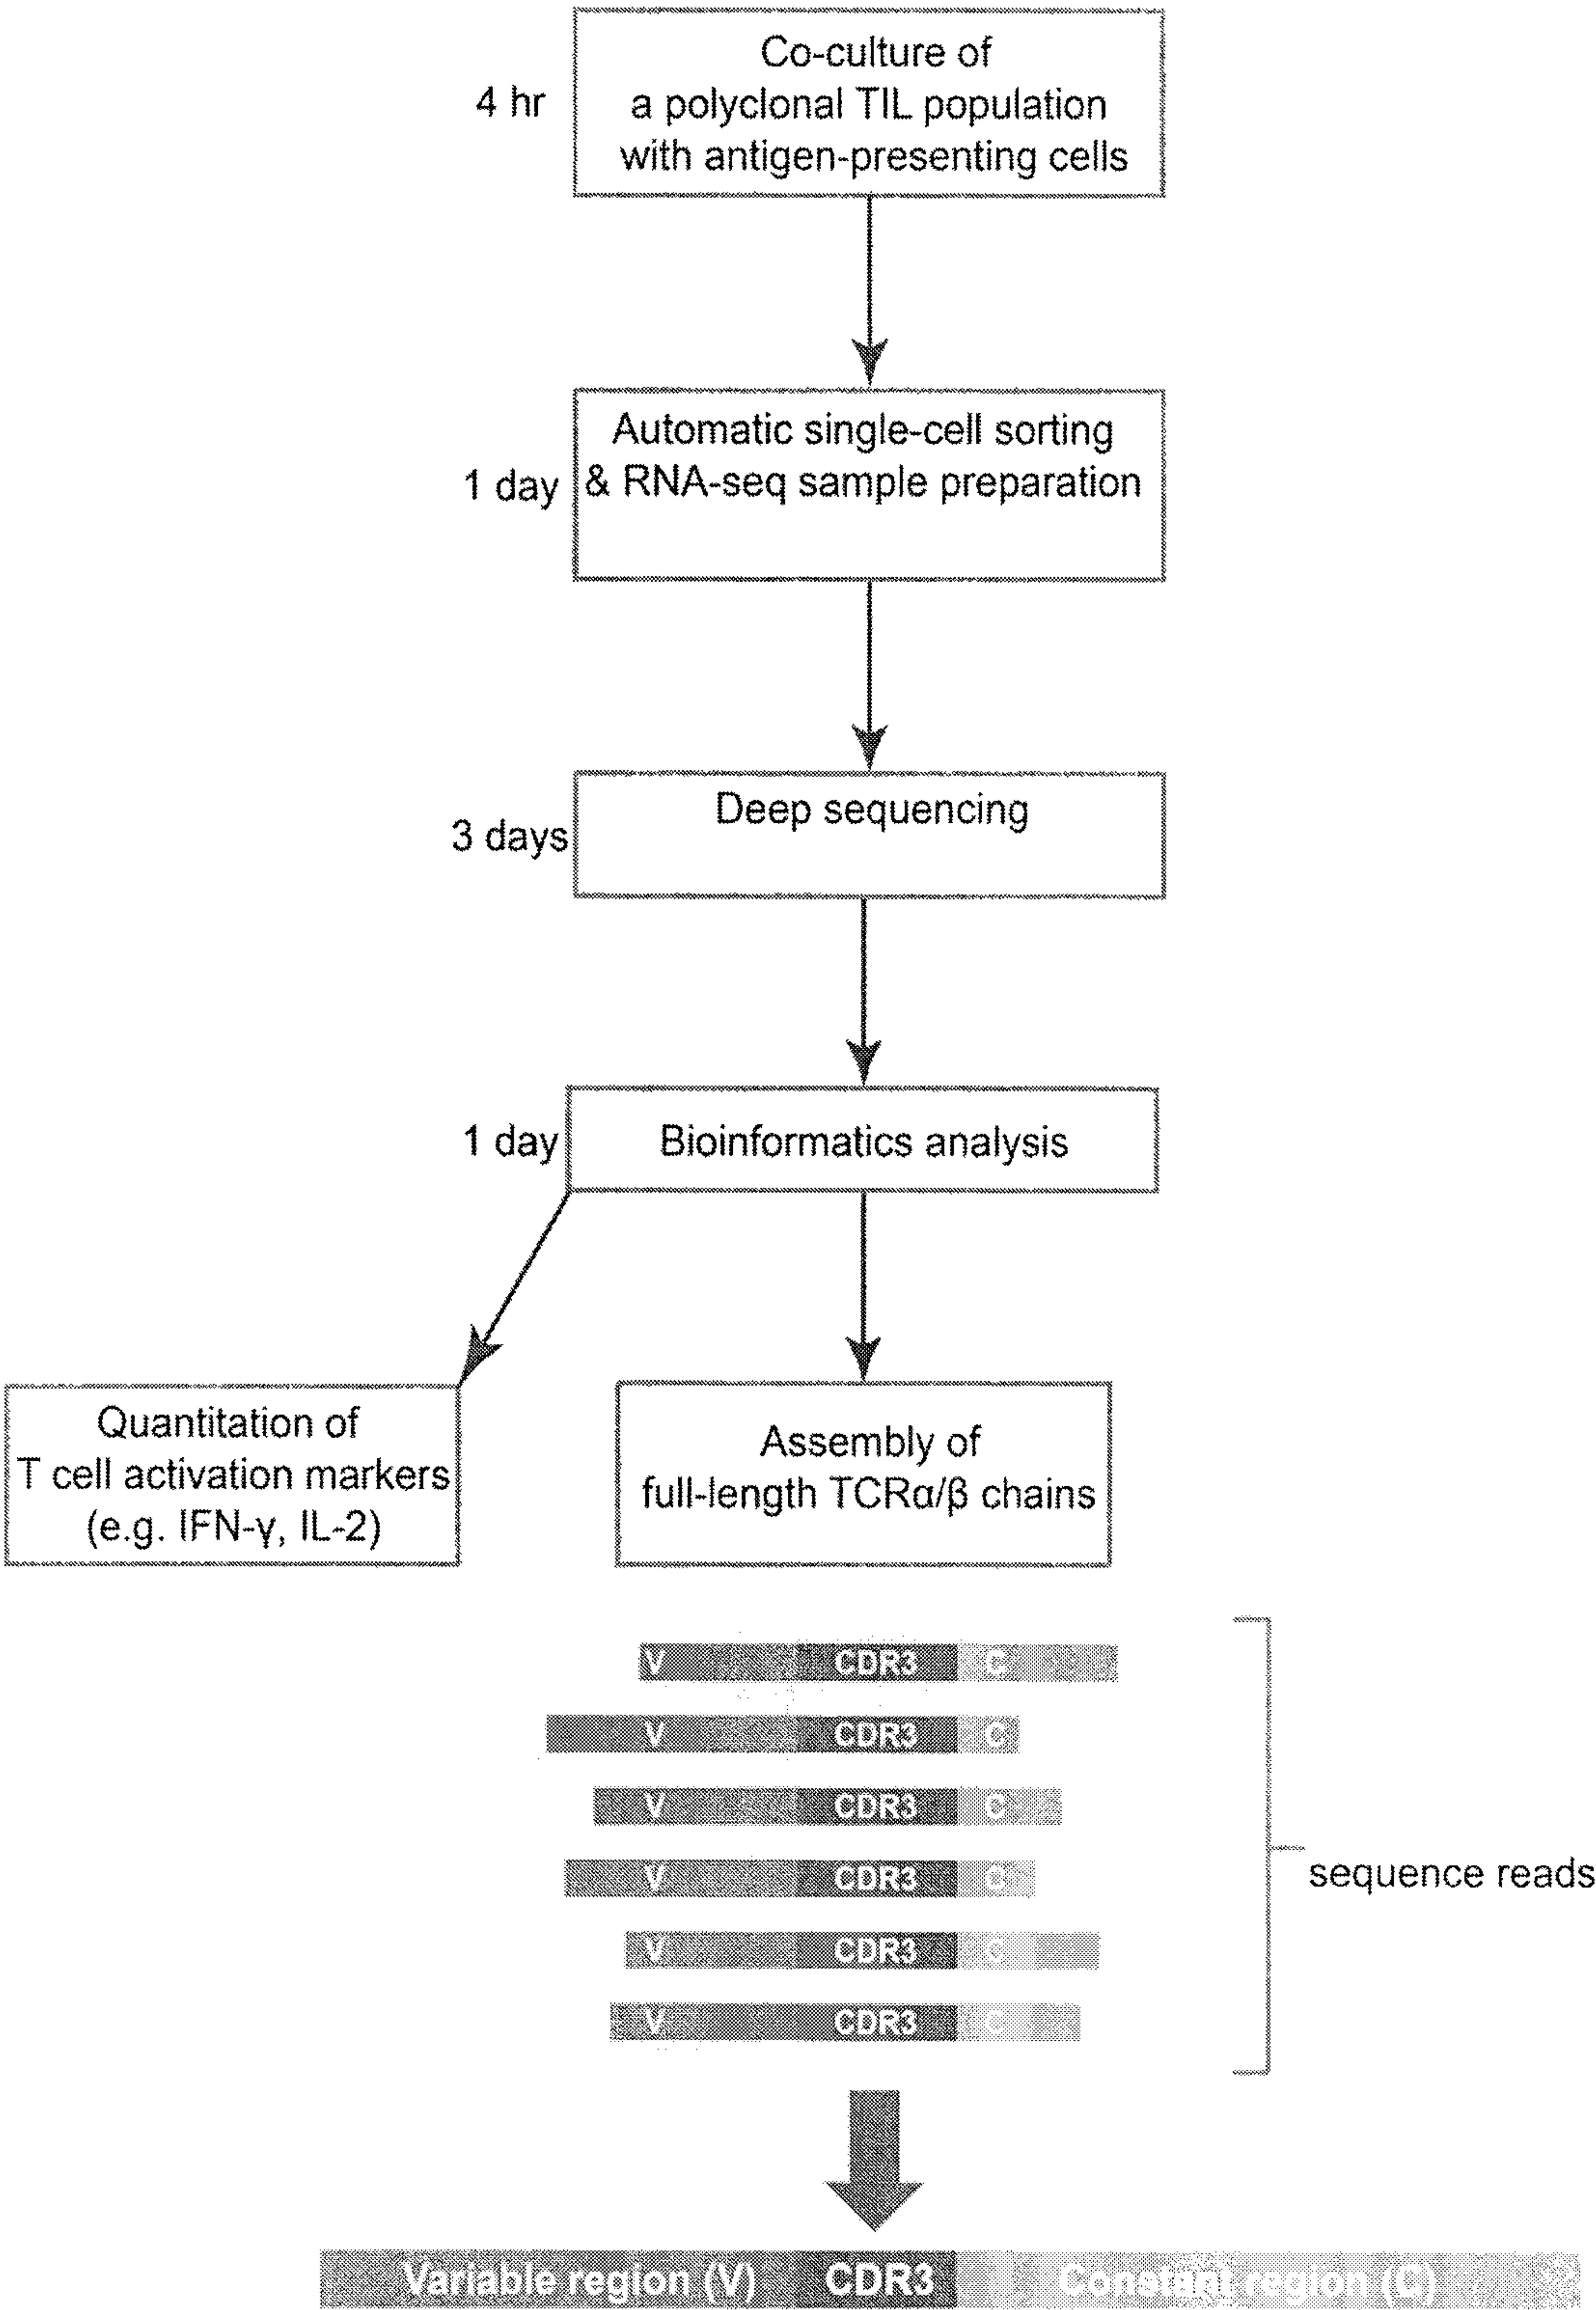 Co-culture of
4 hr
a polyclonal TIL population
with antigen-presenting cells
Automatic single-cell sorting
1 day
& RNA-seq sample preparation
Deep sequencing
3 days
1 day
Bioinformatics analysis
Quantitation of
T cell activation markers
(e.g. IFN-γ, IL-2)
Assembly of
full-length TCRα/β chains
V CDR3 C
V CDR3 C
V CDR3 C
V CDR3 C
V CDR3 C
V CDR3 C
sequence reads
Variable region (V) CDR3 Constant region (C)